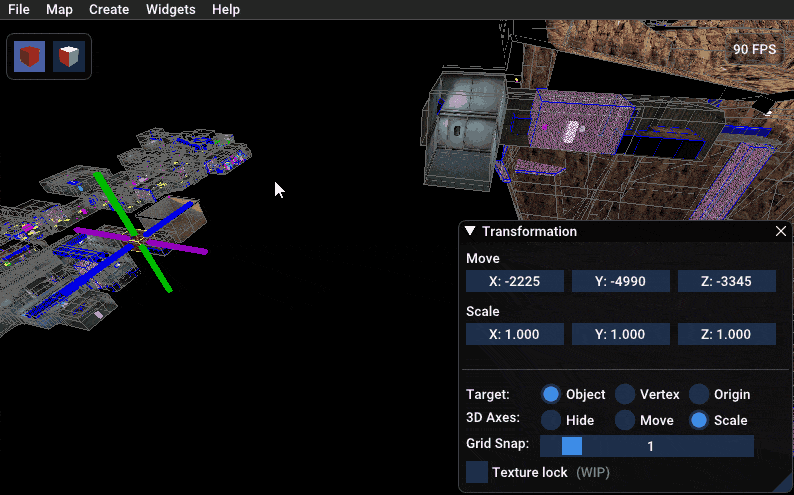 File Map Create Widgets Help
90 FPS
Transformation
Move
X: -2225 Y: -4990 Z: -3345
Scale
X: 1.000 Y: 1.000 Z: 1.000
Target: Object Vertex Origin
3D Axes: Hide Move Scale
Grid Snap: 1
Texture lock (WIP)